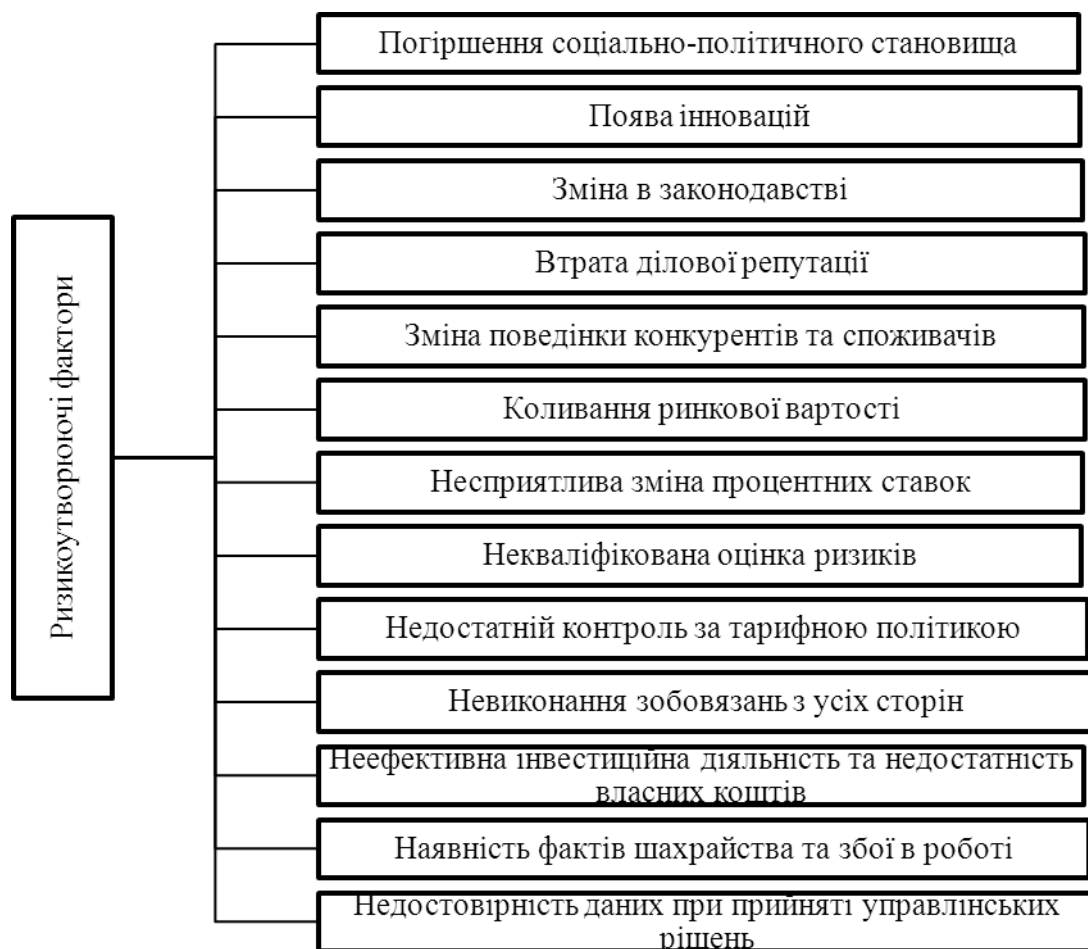 Ризикоутворюючі фактори
Погіршення соціально-політичного становища
Поява інновацій
Зміна в законодавстві
Втрата ділової репутації
Зміна поведінки конкурентів та споживачів
Коливання ринкової вартості
Несприятлива зміна процентних ставок
Некваліфікована оцінка ризиків
Недостатній контроль за тарифною політикою
Невиконання зобовязань з усіх сторін
Неефективна інвестиційна діяльність та недостатність
власних коштів
Наявність фактів шахрайства та збої в роботі
Недостовірність даних при прийняті управлінських
рішень